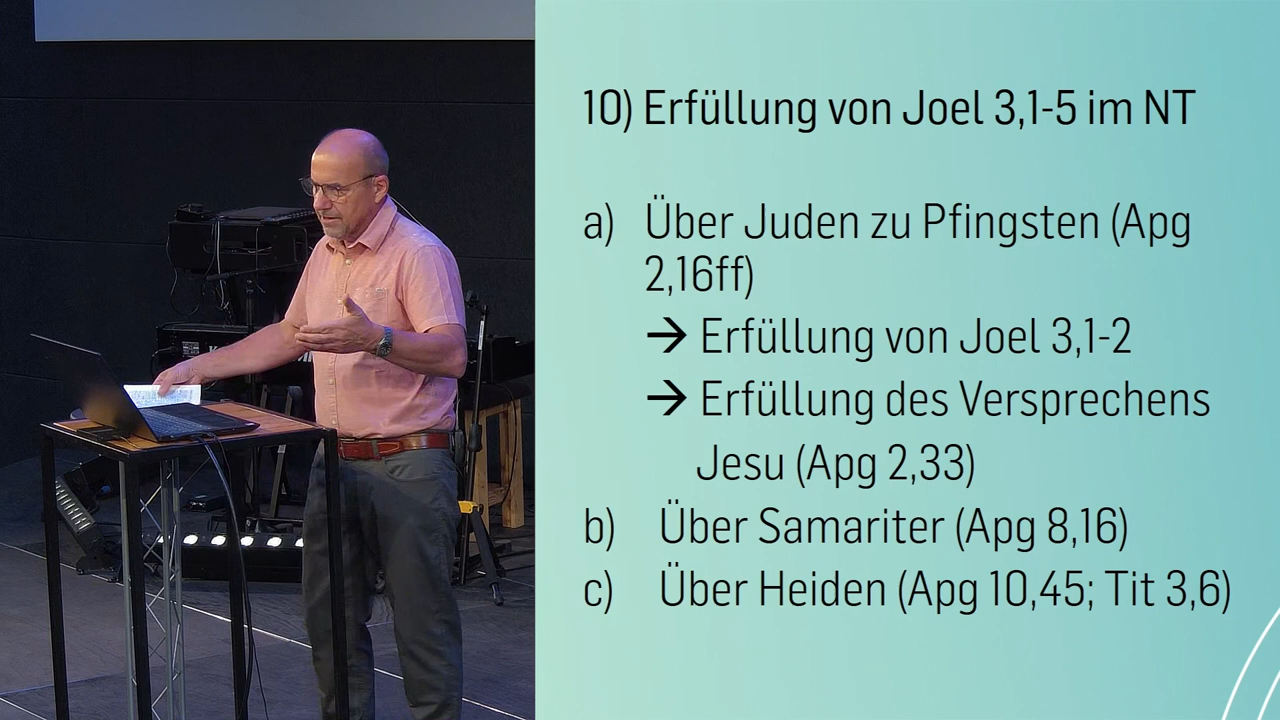 10) Erfüllung von Joel 3,1-5 im NT
a) Über Juden zu Pfingsten (Apg
2,16ff)
→ Erfüllung von Joel 3,1-2
→ Erfüllung des Versprechens
Jesu (Apg 2,33)
b) Über Samariter (Apg 8,16)
c) Über Heiden (Apg 10,45; Tit 3,6)